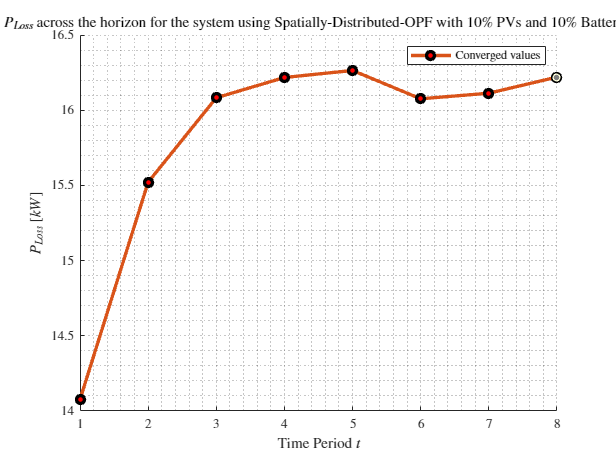 P_Loss across the horizon for the system using Spatially-Distributed-OPF with 10% PVs and 10% Batter
16.5
Converged values
16
15.5
15
14.5
14
P_Loss [kW]
1 2 3 4 5 6 7 8
Time Period t